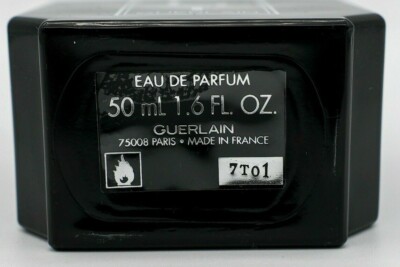 EAU DE PARFUM
50 mL 1.6 FL. OZ.
GUERLAIN
75008 PARIS • MADE IN FRANCE
7T01